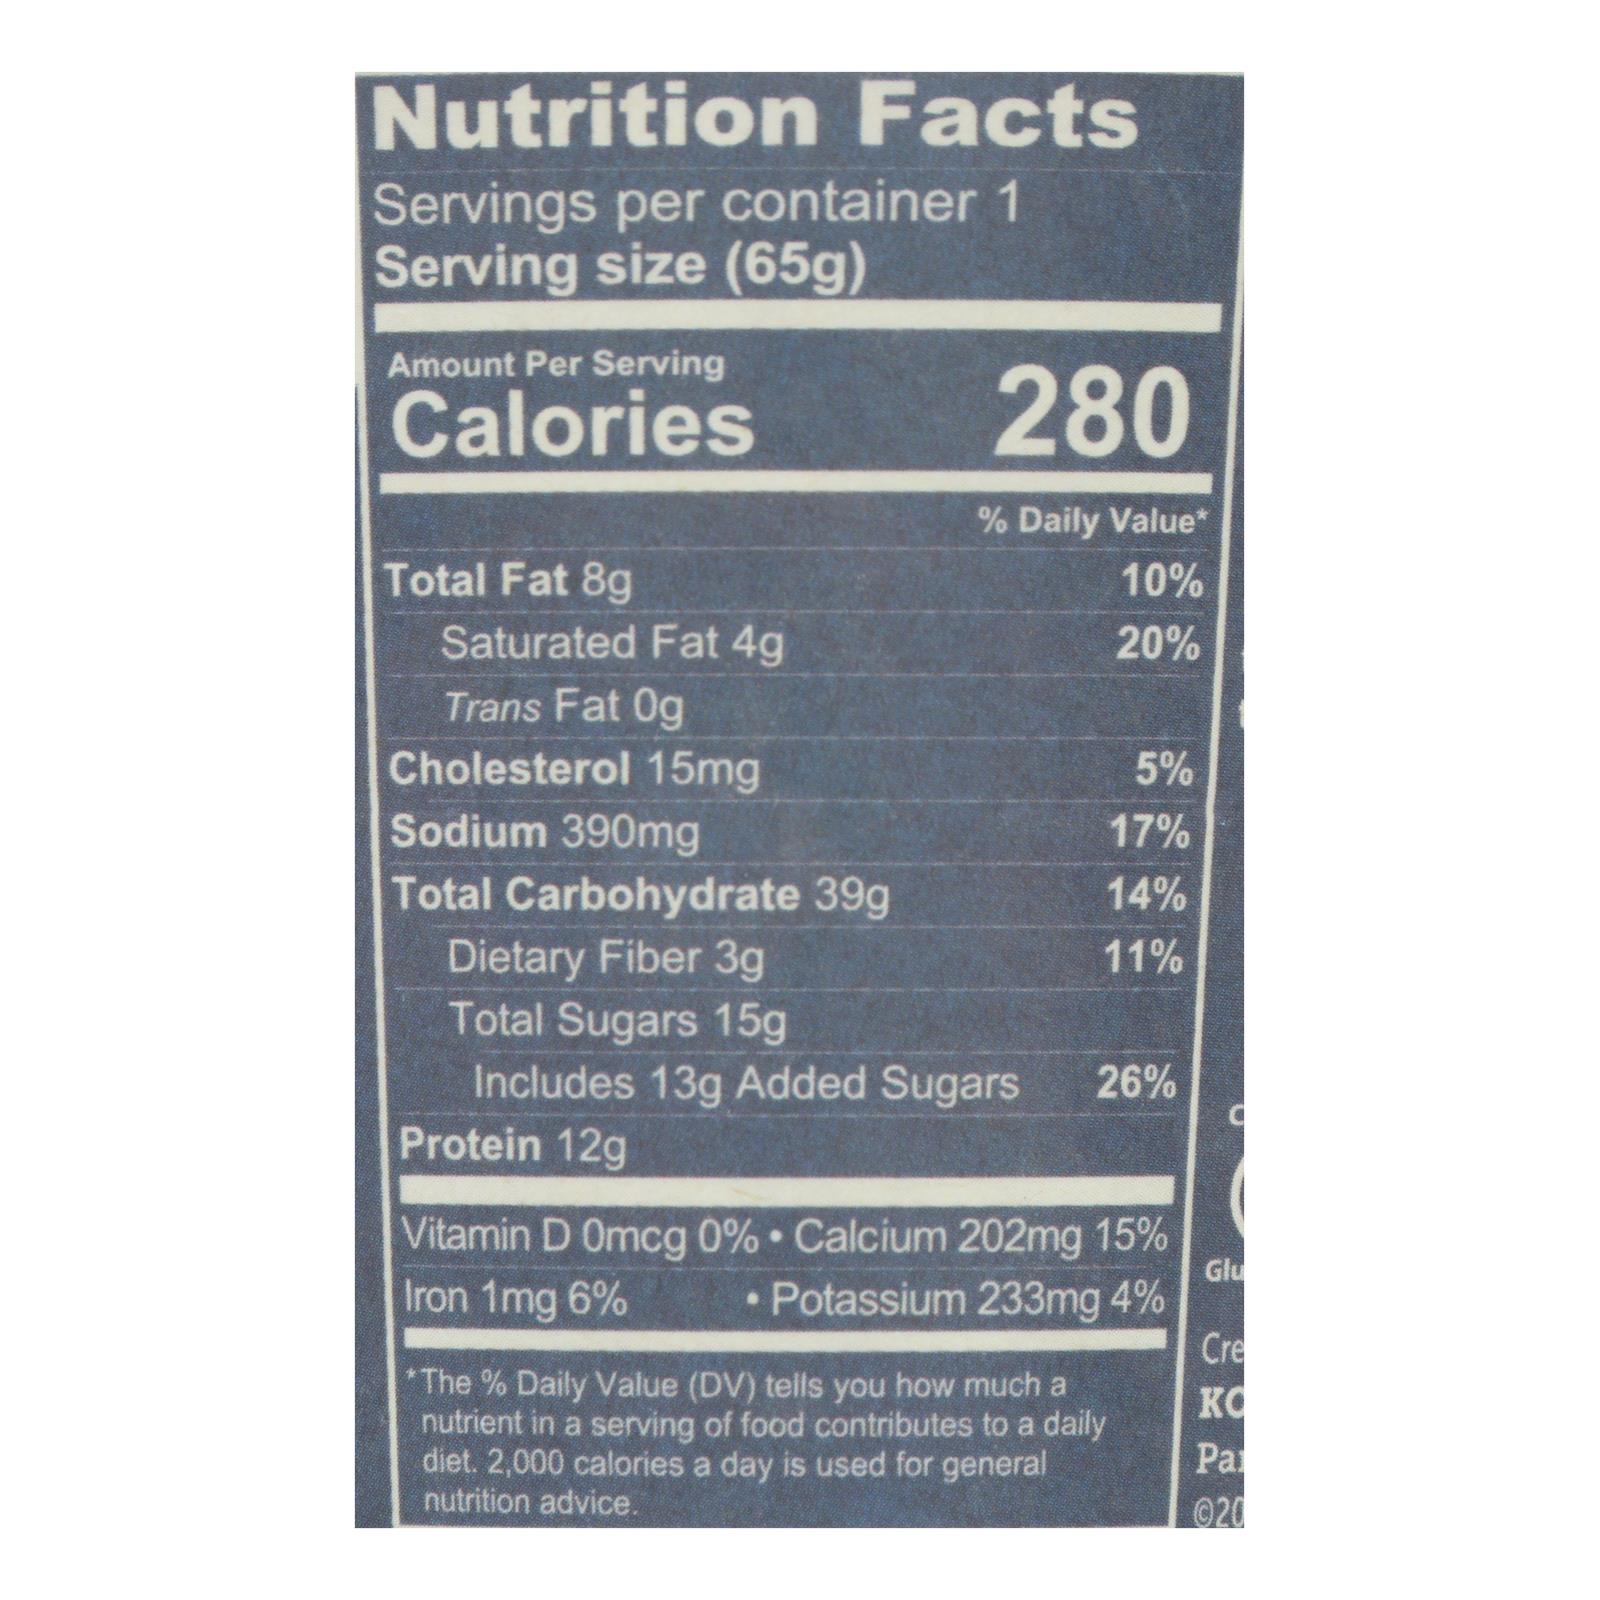 Nutrition Facts
Servings per container 1
Serving size (65g)
Amount Per Serving
Calories 280
% Daily Value*
Total Fat 8g 10%
Saturated Fat 4g 20%
Trans Fat 0g
Cholesterol 15mg 5%
Sodium 390mg 17%
Total Carbohydrate 39g 14%
Dietary Fiber 3g 11%
Total Sugars 15g
Includes 13g Added Sugars 26%
Protein 12g
Vitamin D 0mcg 0% • Calcium 202mg 15%
Iron 1mg 6% • Potassium 233mg 4%
*The % Daily Value (DV) tells you how much a
nutrient in a serving of food contributes to a daily
diet. 2,000 calories a day is used for general
nutrition advice.